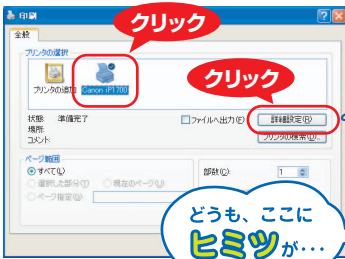 印刷
全般
クリック
プリンタの選択
プリンタの追加
Canon iP1700
クリック
状態: 準備完了
場所:
コメント:
ファイルへ出力(F)
詳細設定(R)
プリンタの検索(D)...
ページ範囲
すべて(L)
選択した部分(T)
現在のページ(U)
ページ指定(G):
部数(C):
1
どうも、ここに
ヒミツが・・・